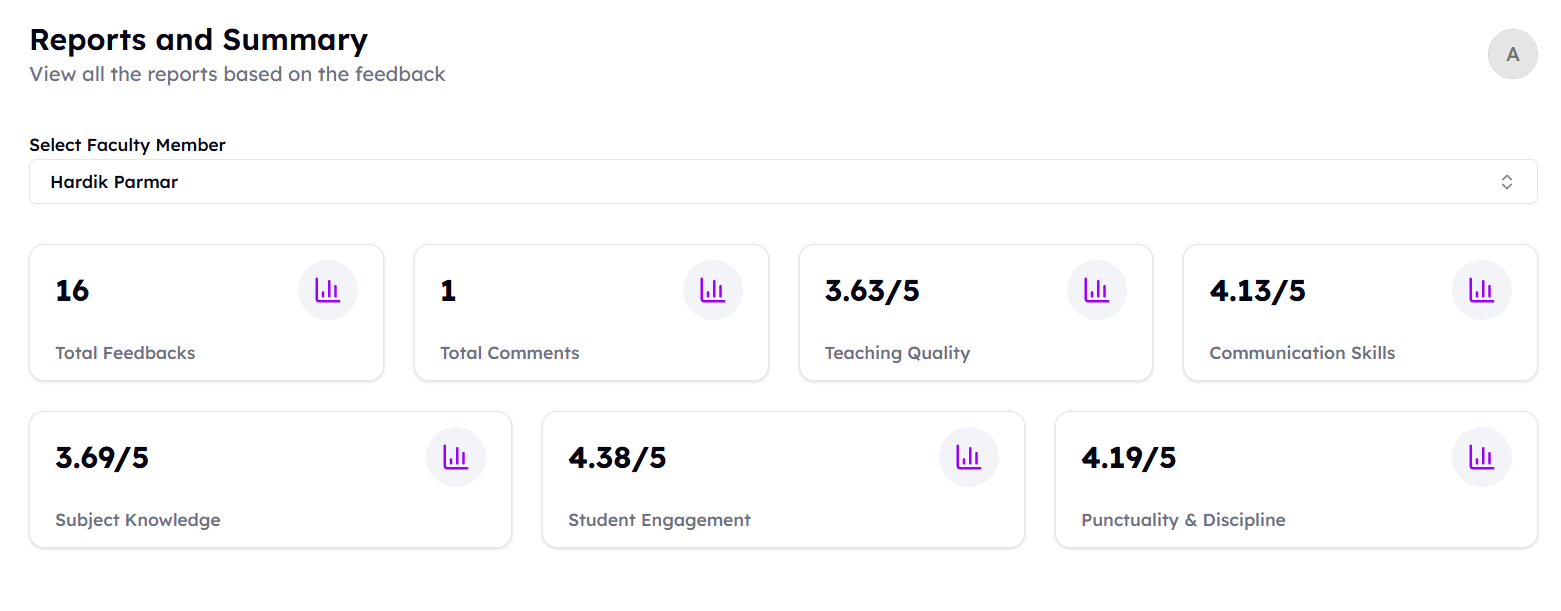 Reports and Summary
View all the reports based on the feedback
A
Select Faculty Member
Hardik Parmar
16
Total Feedbacks
1
Total Comments
3.63/5
Teaching Quality
4.13/5
Communication Skills
3.69/5
Subject Knowledge
4.38/5
Student Engagement
4.19/5
Punctuality & Discipline